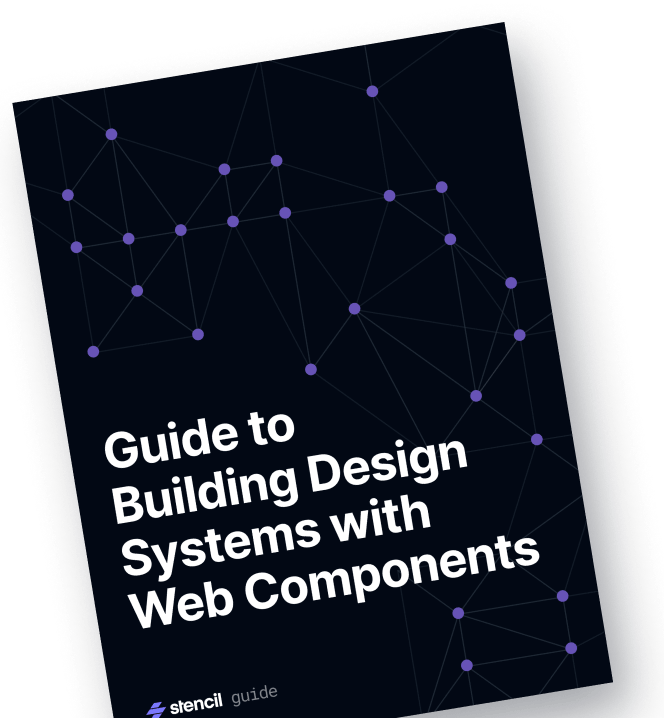 Guide to
Building Design
Systems with
Web Components
stencil guide